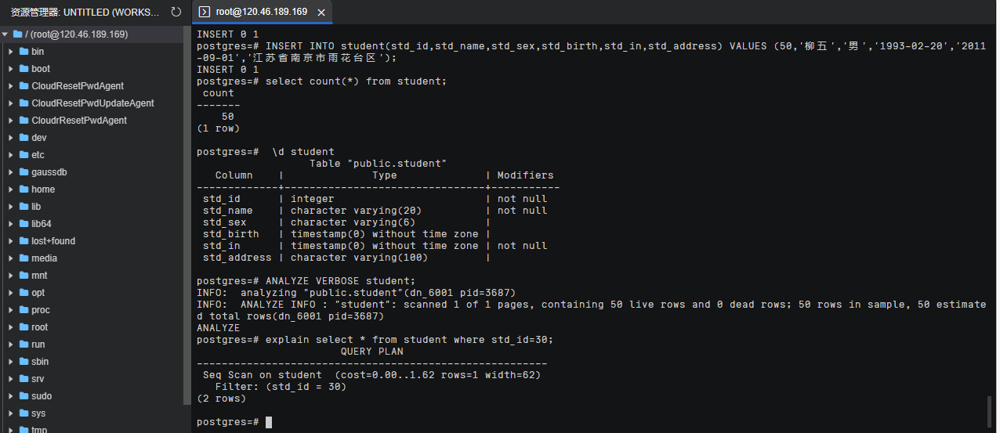 资源管理器: UNTITLED (WORKS...
/ (root@120.46.189.169)
bin
boot
CloudResetPwdAgent
CloudResetPwdUpdateAgent
CloudrResetPwdAgent
dev
etc
gaussdb
home
lib
lib64
lost+found
media
mnt
opt
proc
root
run
sbin
srv
sudo
sys
tmp
root@120.46.189.169
INSERT 0 1
postgres=# INSERT INTO student(std_id,std_name,std_sex,std_birth,std_in,std_address) VALUES (50,'柳五','男','1993-02-20','2011
-09-01','江苏省南京市雨花台区');
INSERT 0 1
postgres=# select count(*) from student;
count
-------
50
(1 row)
postgres=#  \d student
Table "public.student"
Column    |              Type              | Modifiers
-------------+--------------------------------+-----------
std_id      | integer                        | not null
std_name    | character varying(20)          | not null
std_sex     | character varying(6)           |
std_birth   | timestamp(0) without time zone |
std_in      | timestamp(0) without time zone | not null
std_address | character varying(100)         |
postgres=# ANALYZE VERBOSE student;
INFO:  analyzing "public.student"(dn_6001 pid=3687)
INFO:  ANALYZE INFO : "student": scanned 1 of 1 pages, containing 50 live rows and 0 dead rows; 50 rows in sample, 50 estimate
d total rows(dn_6001 pid=3687)
ANALYZE
postgres=# explain select * from student where std_id=30;
QUERY PLAN
--------------------------------------------------------
Seq Scan on student  (cost=0.00..1.62 rows=1 width=62)
Filter: (std_id = 30)
(2 rows)
postgres=#